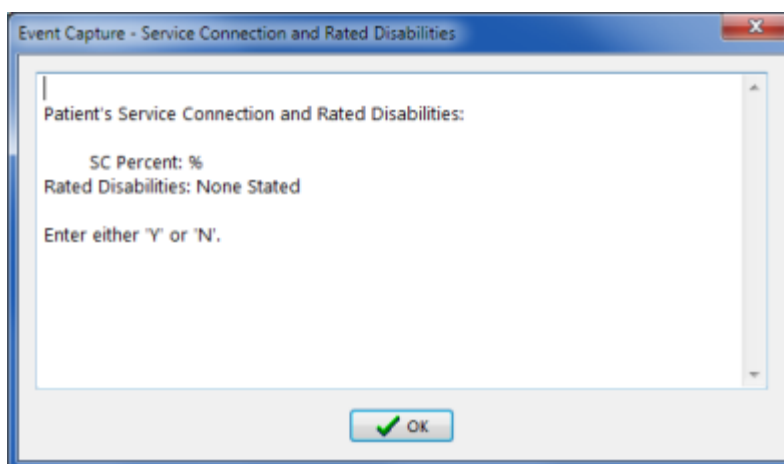 Event Capture - Service Connection and Rated Disabilities
Patient's Service Connection and Rated Disabilities:
SC Percent: %
Rated Disabilities: None Stated
Enter either 'Y' or 'N'.
OK